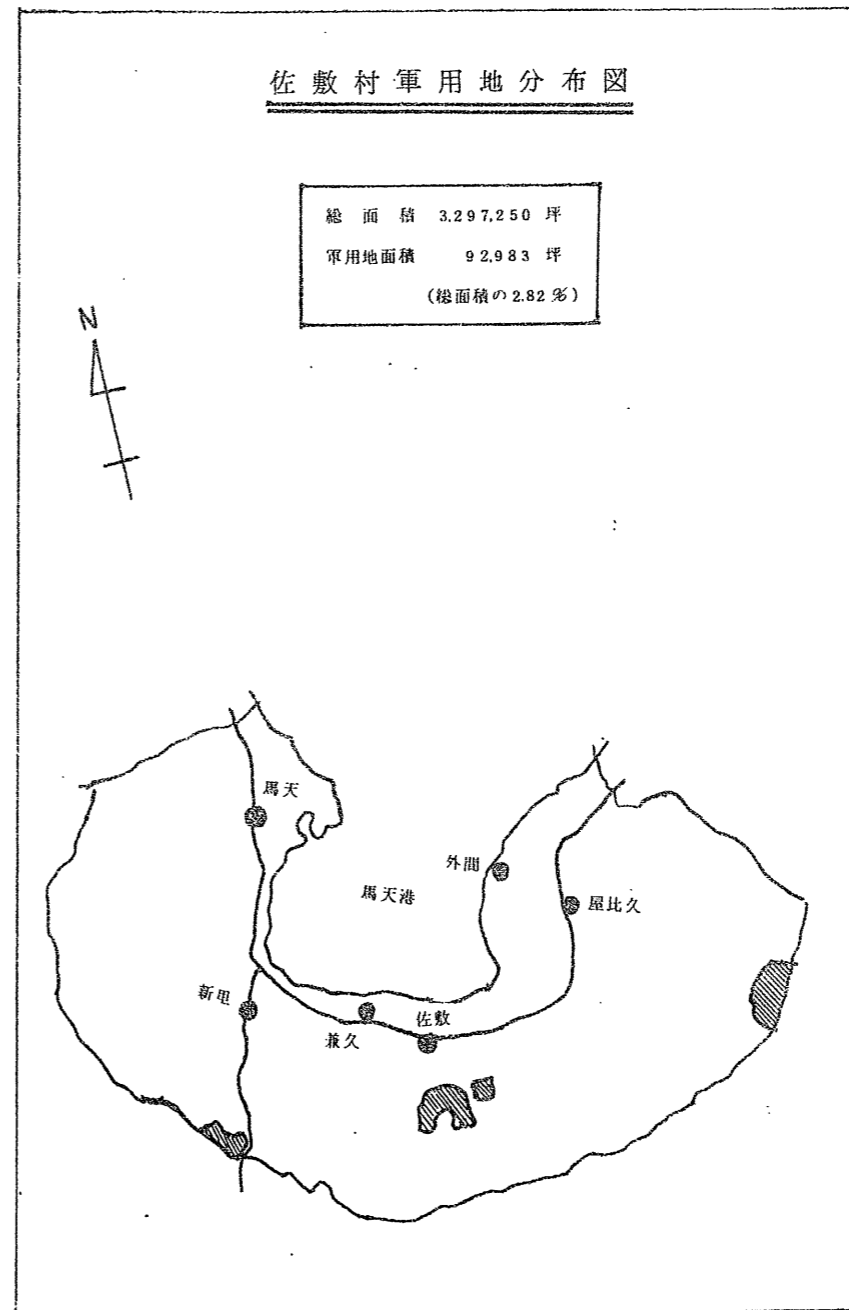 佐敷村軍用地分布図
総面積 3.297,250 坪
軍用地面積 92,983 坪
(総面積の2.82%)
N
馬天
外間
馬天港
屋比久
新里
佐敷
兼久